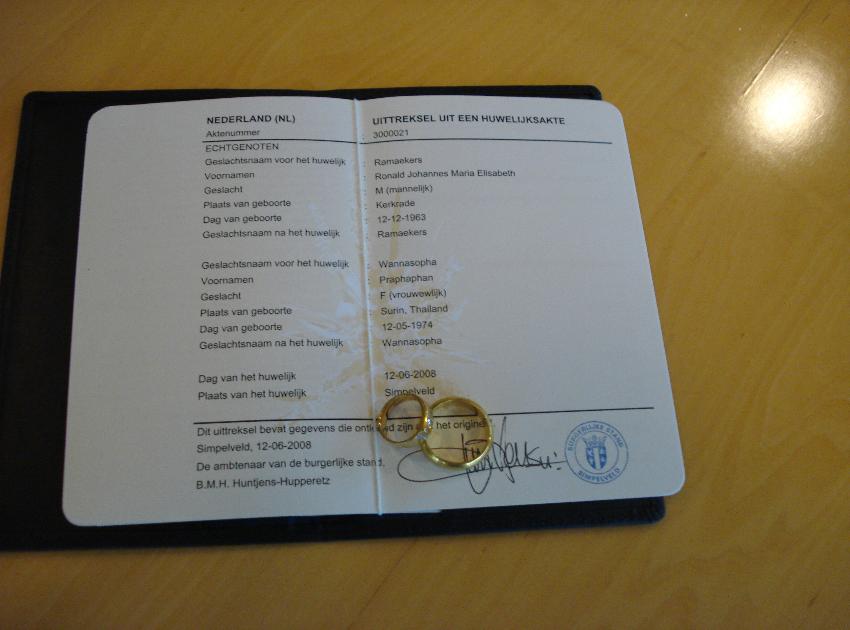 NEDERLAND (NL) UITTREKSEL UIT EEN HUWELIJKSAKTE
Aktenummer : 3000021
ECHTGENOTEN
Geslachtsnaam voor het huwelijk : Ramaekers
Voornamen : Ronald Johannes Maria Elisabeth
Geslacht : M (mannelijk)
Plaats van geboorte : Kerkrade
Dag van geboorte : 12-12-1963
Geslachtsnaam na het huwelijk : Ramaekers
Geslachtsnaam voor het huwelijk : Wannasopha
Voornamen : Praphaphan
Geslacht : F (vrouwewlijk)
Plaats van geboorte : Surin, Thailand
Dag van geboorte : 12-05-1974
Geslachtsnaam na het huwelijk : Wannasopha
Dag van het huwelijk : 12-06-2008
Plaats van het huwelijk : Simpelveld
Dit uittreksel bevat gegevens die zijn het
Simpelveld, 12-06-2008
De ambtenaar van de burgerlijke stand,
B.M.H. Huntjens-Hupperetz
BURGERLIJKE STAND
SIMPELVELD